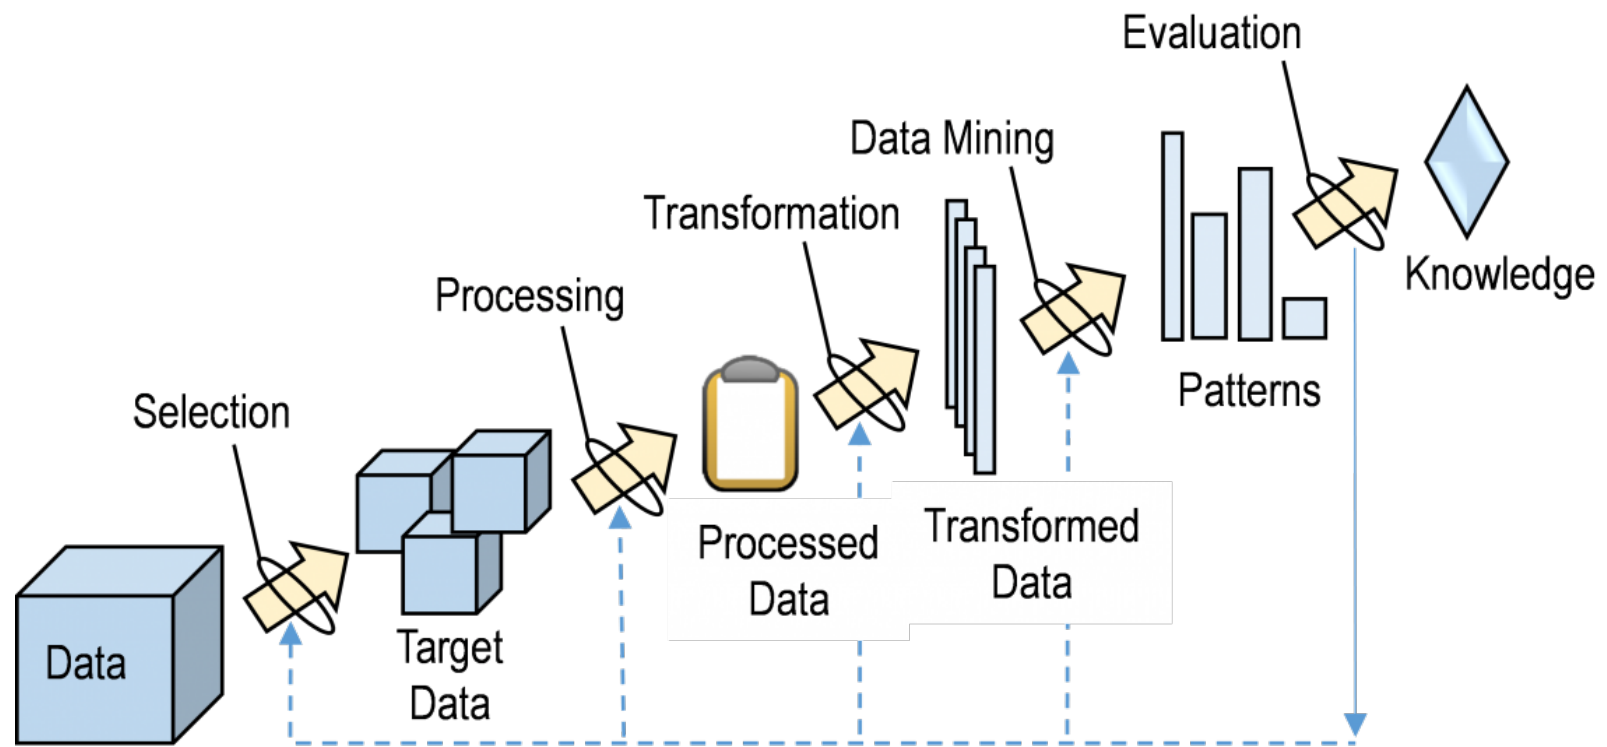 Evaluation
Data Mining
Transformation
Knowledge
Processing
Patterns
Selection
Processed
Data
Transformed
Data
Target
Data
Data